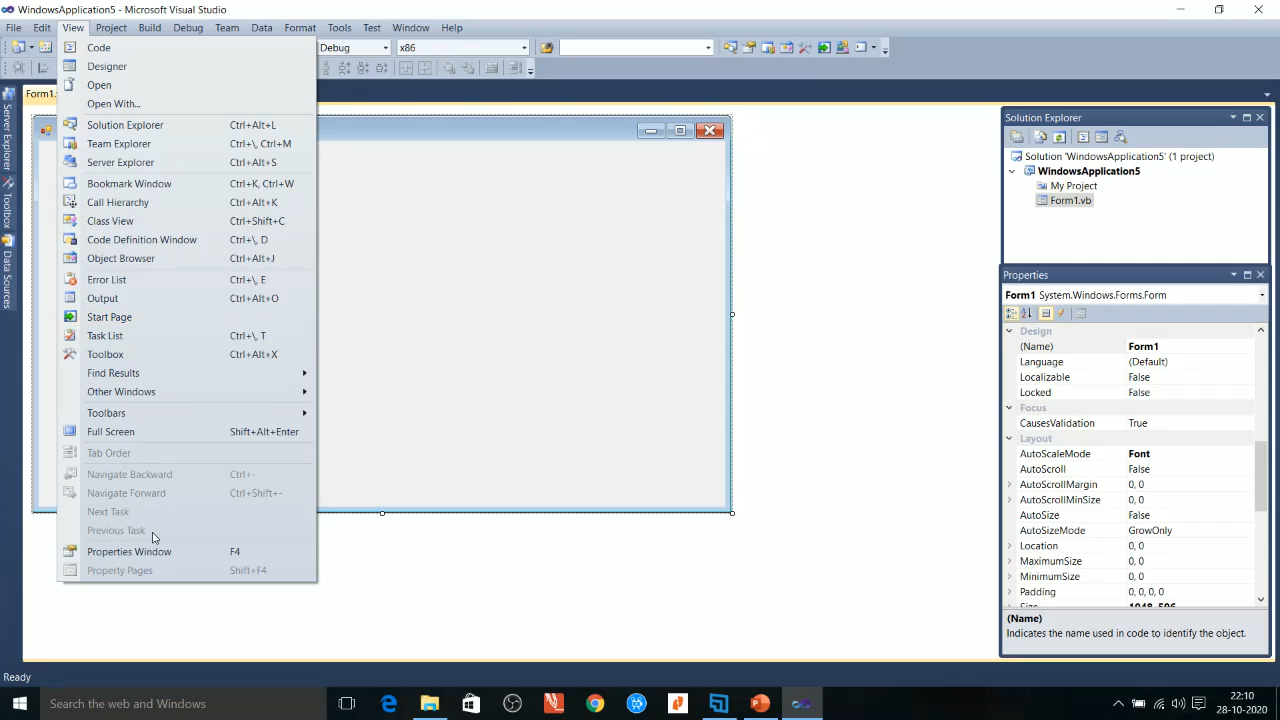 WindowsApplication5 - Microsoft Visual Studio
File Edit View Project Build Debug Team Data Format Tools Test Window Help
Debug x86
Form1.
Code
Designer
Open
Open With...
Solution Explorer Ctrl+Alt+L
Team Explorer Ctrl+\, Ctrl+M
Server Explorer Ctrl+Alt+S
Bookmark Window Ctrl+K, Ctrl+W
Call Hierarchy Ctrl+Alt+K
Class View Ctrl+Shift+C
Code Definition Window Ctrl+\, D
Object Browser Ctrl+Alt+J
Error List Ctrl+\, E
Output Ctrl+Alt+O
Start Page
Task List Ctrl+\, T
Toolbox Ctrl+Alt+X
Find Results
Other Windows
Toolbars
Full Screen Shift+Alt+Enter
Tab Order
Navigate Backward Ctrl+-
Navigate Forward Ctrl+Shift+-
Next Task
Previous Task
Properties Window F4
Property Pages Shift+F4
Server Explorer
Toolbox
Data Sources
Solution Explorer
Solution 'WindowsApplication5' (1 project)
WindowsApplication5
My Project
Form1.vb
Properties
Form1 System.Windows.Forms.Form
Design
(Name) Form1
Language (Default)
Localizable False
Locked False
Focus
CausesValidation True
Layout
AutoScaleMode Font
AutoScroll False
AutoScrollMargin 0, 0
AutoScrollMinSize 0, 0
AutoSize False
AutoSizeMode GrowOnly
Location 0, 0
MaximumSize 0, 0
MinimumSize 0, 0
Padding 0, 0, 0, 0
Size 1048, 596
(Name)
Indicates the name used in code to identify the object.
Ready
Search the web and Windows
22:10
28-10-2020